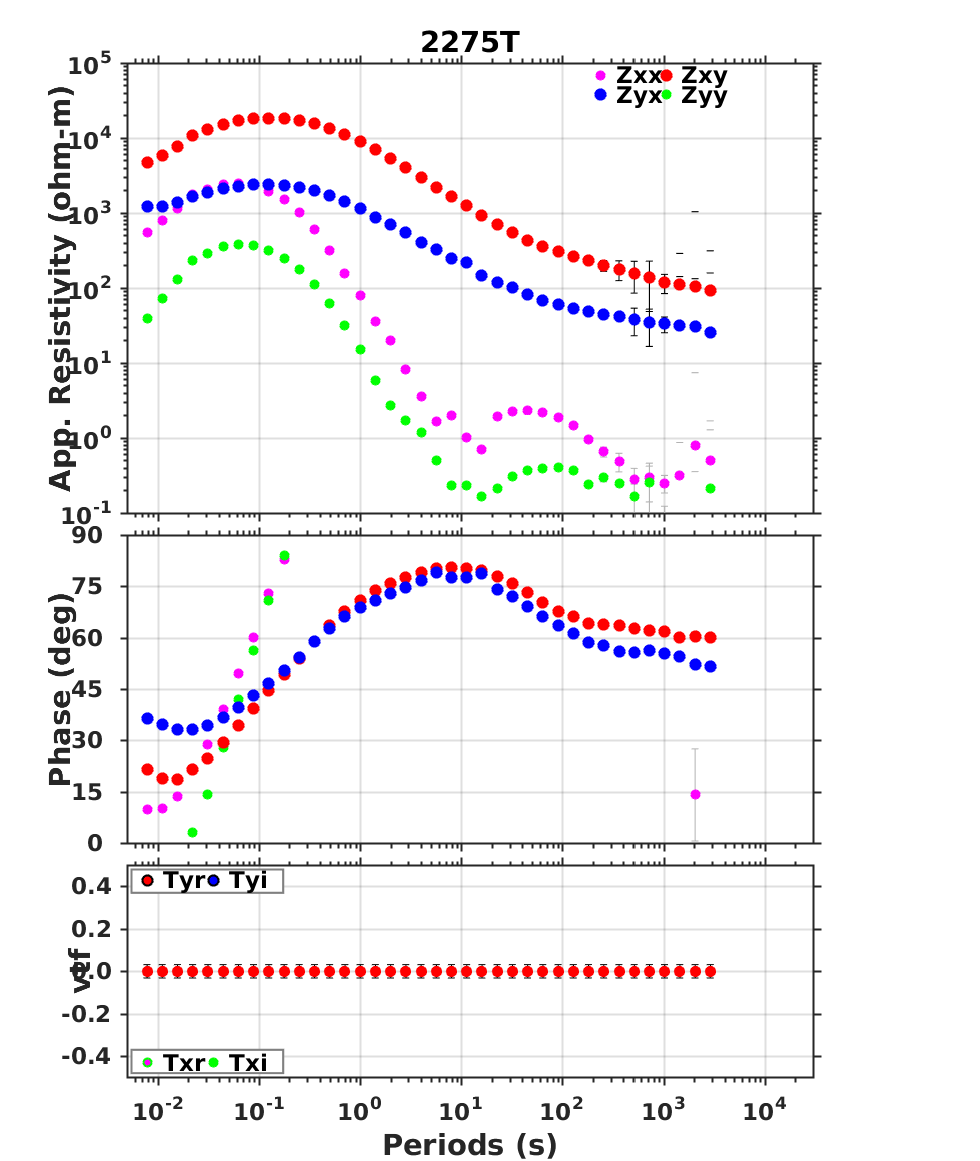 2275T
10^5
Zxx Zxy
Zyx Zyy
10^4
10^3
10^2
10^1
10^0
10^-1
App. Resistivity (ohm-m)
90
75
60
45
30
15
0
Phase (deg)
Tyr Tyi
0.4
0.2
0.0
-0.2
-0.4
vtf
Txr Txi
10^-2 10^-1 10^0 10^1 10^2 10^3 10^4
Periods (s)